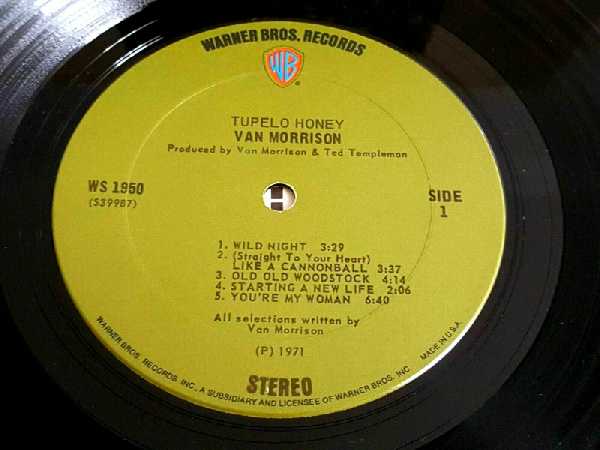 WARNER BROS. RECORDS
WB
®
TUPELO HONEY
VAN MORRISON
Produced by Van Morrison & Ted Templeman
WS 1950
(S39987)
SIDE
1
1. WILD NIGHT 3:29
2. (Straight To Your Heart)
LIKE A CANNONBALL 3:37
3. OLD OLD WOODSTOCK 4:14
4. STARTING A NEW LIFE 2:06
5. YOU'RE MY WOMAN 6:40
All selections written by
Van Morrison
(P) 1971
STEREO
WARNER BROS. RECORDS, INC. - A SUBSIDIARY AND LICENSEE OF WARNER BROS. INC. MADE IN U.S.A.